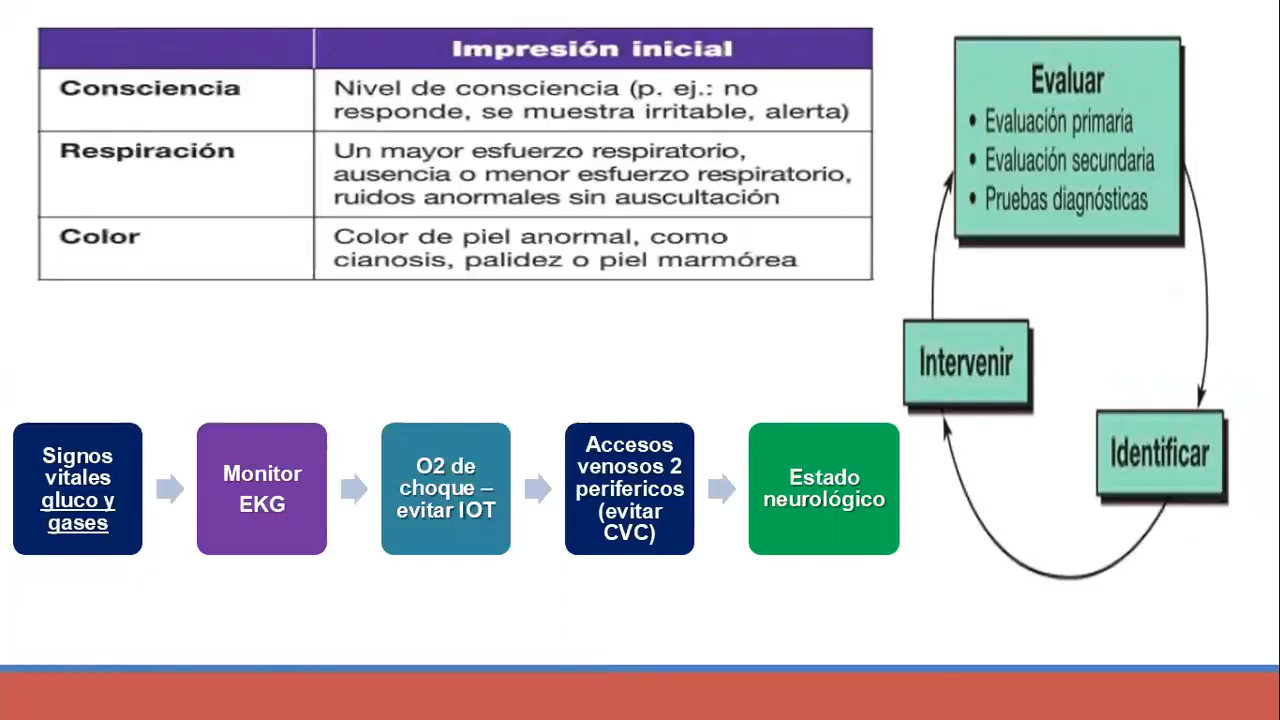 Impresión inicial
Consciencia
Nivel de consciencia (p. ej.: no
responde, se muestra irritable, alerta)
Respiración
Un mayor esfuerzo respiratorio,
ausencia o menor esfuerzo respiratorio,
ruidos anormales sin auscultación
Color
Color de piel anormal, como
cianosis, palidez o piel marmórea
Evaluar
• Evaluación primaria
• Evaluación secundaria
• Pruebas diagnósticas
Intervenir
Identificar
Signos
vitales
gluco y
gases
Monitor
EKG
O2 de
choque –
evitar IOT
Accesos
venosos 2
perifericos
(evitar
CVC)
Estado
neurológico